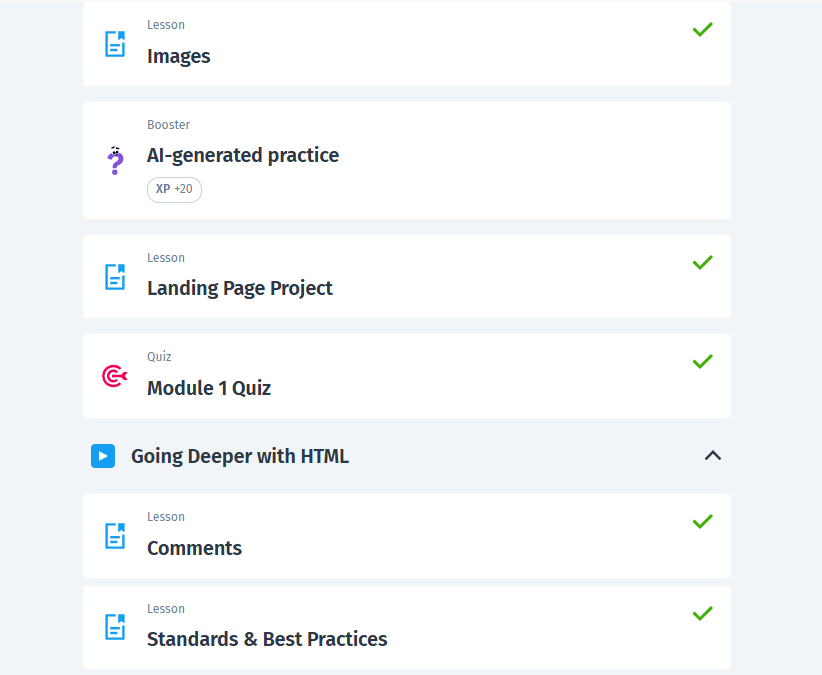 Lesson
Images
Booster
AI-generated practice
XP +20
Lesson
Landing Page Project
Quiz
Module 1 Quiz
Going Deeper with HTML
Lesson
Comments
Lesson
Standards & Best Practices